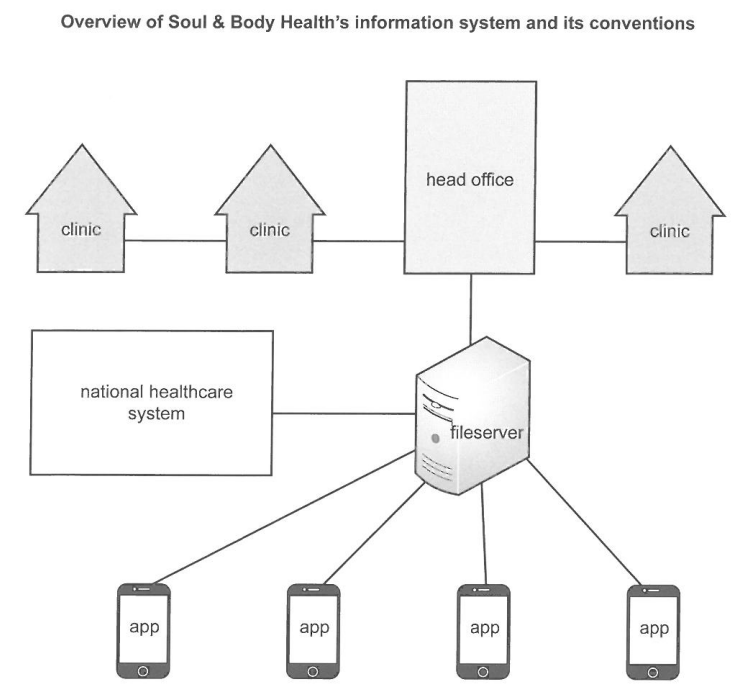 Overview of Soul & Body Health's information system and its conventions
head office
clinic
clinic
clinic
national healthcare
system
fileserver
app
app
app
app